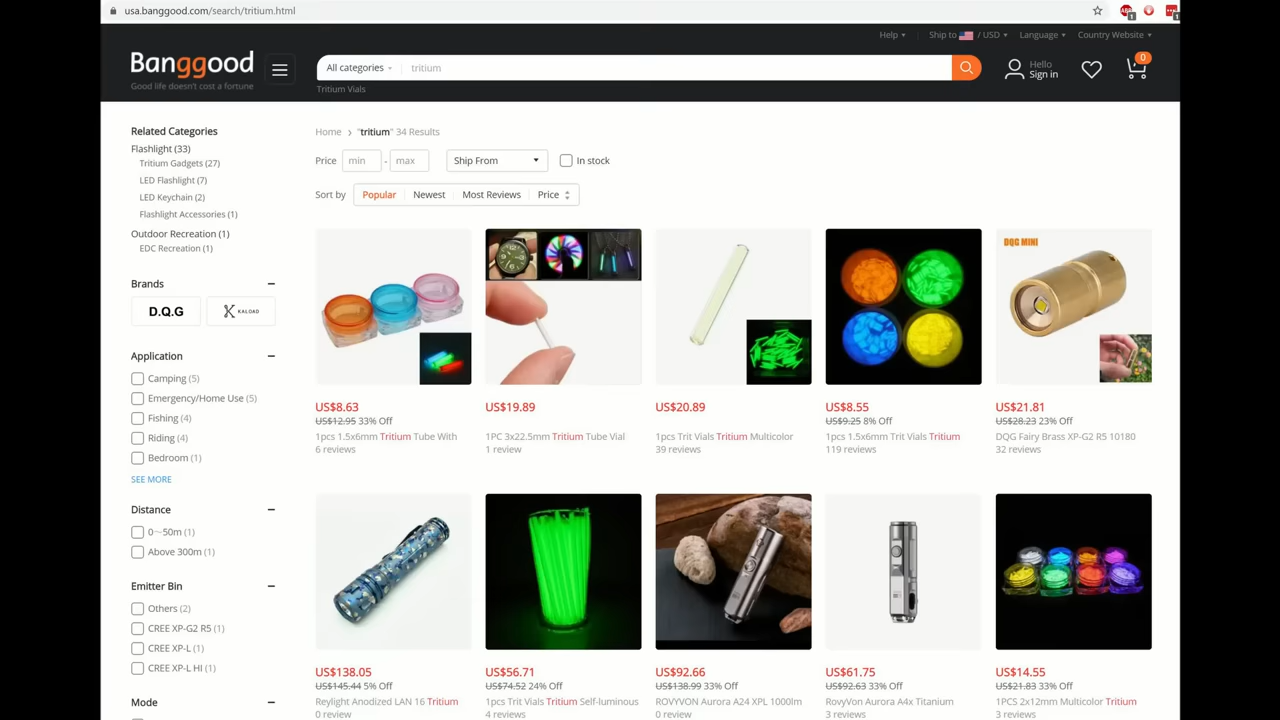 usa.banggood.com/search/tritium.html
Help
Ship to / USD
Language
Country Website
Banggood
Good life doesn't cost a fortune
All categories
tritium
Tritium Vials
Hello
Sign in
0
Related Categories
Flashlight (33)
Tritium Gadgets (27)
LED Flashlight (7)
LED Keychain (2)
Flashlight Accessories (1)
Outdoor Recreation (1)
EDC Recreation (1)
Brands
D.Q.G
KALOAD
Application
Camping (5)
Emergency/Home Use (5)
Fishing (4)
Riding (4)
Bedroom (1)
SEE MORE
Distance
0~50m (1)
Above 300m (1)
Emitter Bin
Others (2)
CREE XP-G2 R5 (1)
CREE XP-L (1)
CREE XP-L HI (1)
Mode
Home > "tritium" 34 Results
Price min - max Ship From In stock
Sort by Popular Newest Most Reviews Price
US$8.63
US$12.95 33% Off
1pcs 1.5x6mm Tritium Tube With
6 reviews
US$19.89
1PC 3x22.5mm Tritium Tube Vial
1 review
US$20.89
1pcs Trit Vials Tritium Multicolor
39 reviews
US$8.55
US$9.25 8% Off
1pcs 1.5x6mm Trit Vials Tritium
119 reviews
DQG MINI
US$21.81
US$28.23 23% Off
DQG Fairy Brass XP-G2 R5 10180
32 reviews
US$138.05
US$145.44 5% Off
Reylight Anodized LAN 16 Tritium
0 review
US$56.71
US$74.52 24% Off
1pcs Trit Vials Tritium Self-luminous
4 reviews
US$92.66
US$138.99 33% Off
ROVYVON Aurora A24 XPL 1000lm
0 review
US$61.75
US$92.63 33% Off
RovyVon Aurora A4x Titanium
3 reviews
US$14.55
US$21.83 33% Off
1PCS 2x12mm Multicolor Tritium
3 reviews